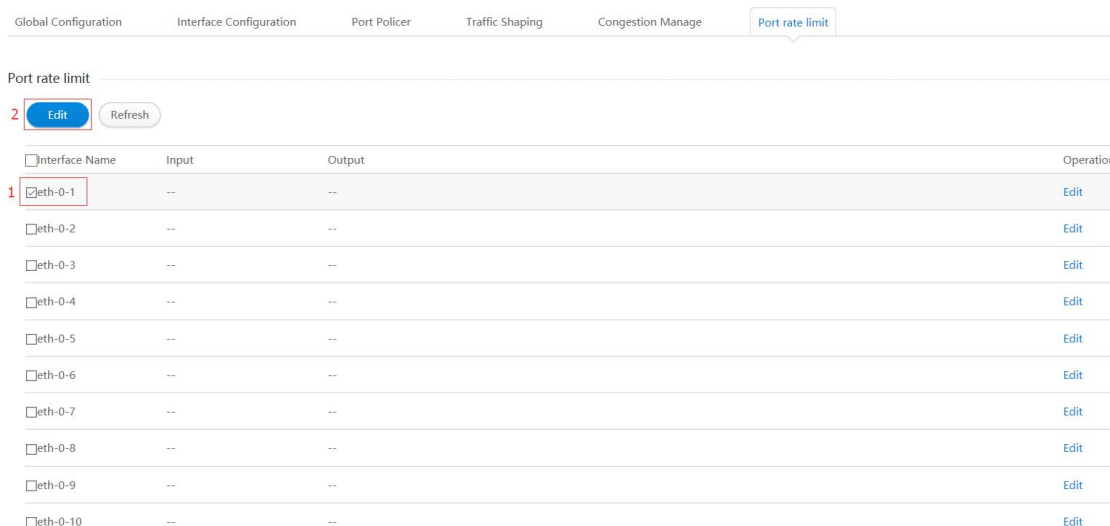 Global Configuration Interface Configuration Port Policer Traffic Shaping Congestion Manage Port rate limit
Port rate limit
2 Edit Refresh
Interface Name Input Output Operation
1 eth-0-1 -- -- Edit
eth-0-2 -- -- Edit
eth-0-3 -- -- Edit
eth-0-4 -- -- Edit
eth-0-5 -- -- Edit
eth-0-6 -- -- Edit
eth-0-7 -- -- Edit
eth-0-8 -- -- Edit
eth-0-9 -- -- Edit
eth-0-10 -- -- Edit